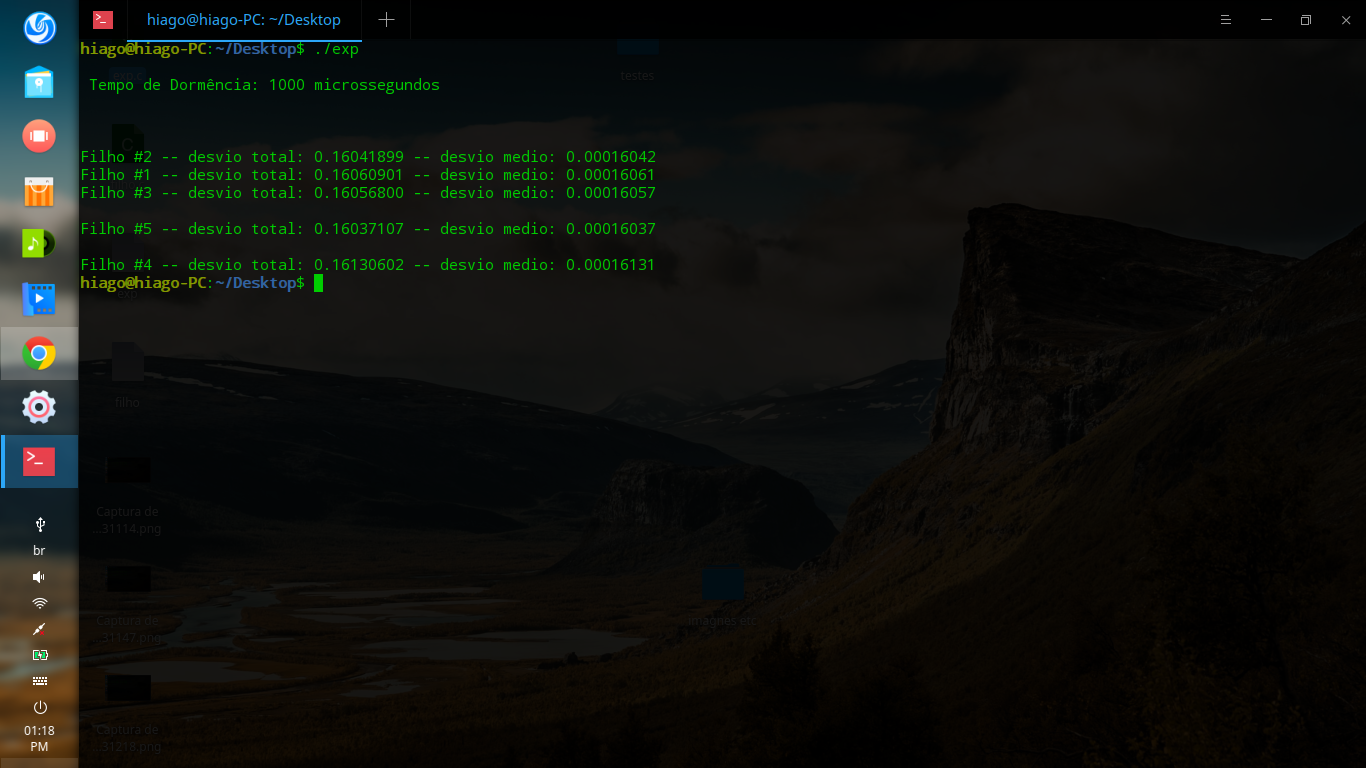 hiago@hiago-PC: ~/Desktop
hiago@hiago-PC:~/Desktop$ ./exp
testes
Tempo de Dormência: 1000 microssegundos
Filho #2 -- desvio total: 0.16041899 -- desvio medio: 0.00016042
Filho #1 -- desvio total: 0.16060901 -- desvio medio: 0.00016061
Filho #3 -- desvio total: 0.16056800 -- desvio medio: 0.00016057
Filho #5 -- desvio total: 0.16037107 -- desvio medio: 0.00016037
Filho #4 -- desvio total: 0.16130602 -- desvio medio: 0.00016131
hiago@hiago-PC:~/Desktop$
filho
Captura de
...31114.png
Captura de
...31147.png
imagnes etc
Captura de
...31218.png
br
01:18
PM